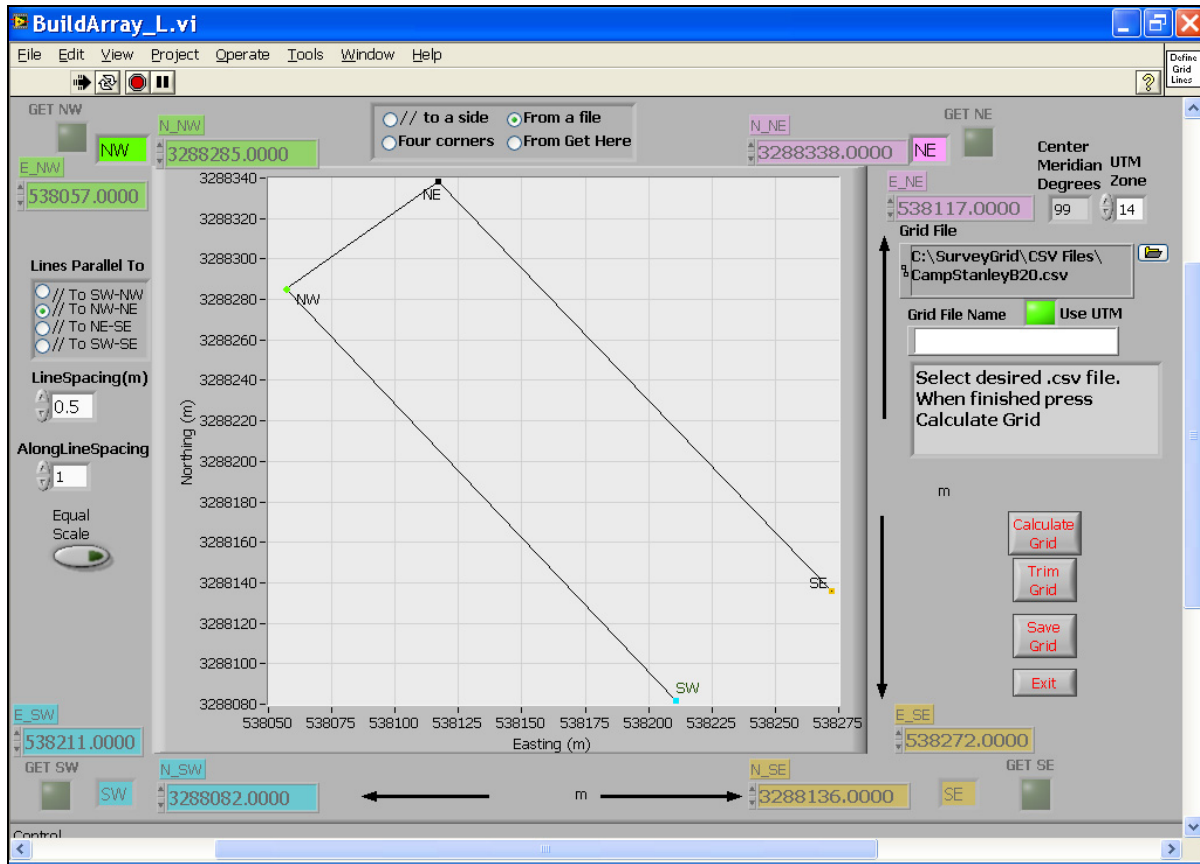 BuildArray_L.vi
File Edit View Project Operate Tools Window Help
Define
Grid
Lines
GET NW
NW
N_NW
3288285.0000
E_NW
538057.0000
// to a side
From a file
Four corners
From Get Here
N_NE
3288338.0000
NE
GET NE
E_NE
538117.0000
Center
Meridian
Degrees
99
UTM
Zone
14
Grid File
C:\SurveyGrid\CSV Files\
CampStanleyB20.csv
Grid File Name
Use UTM
Select desired .csv file.
When finished press
Calculate Grid
Lines Parallel To
// To SW-NW
// To NW-NE
// To NE-SE
// To SW-SE
LineSpacing(m)
0.5
AlongLineSpacing
1
Equal
Scale
Northing (m)
3288340
3288320
3288300
3288280
3288260
3288240
3288220
3288200
3288180
3288160
3288140
3288120
3288100
3288080
NE
NW
SE
SW
538050 538075 538100 538125 538150 538175 538200 538225 538250 538275
Easting (m)
m
Calculate
Grid
Trim
Grid
Save
Grid
Exit
E_SW
538211.0000
GET SW
SW
N_SW
3288082.0000
m
N_SE
3288136.0000
SE
E_SE
538272.0000
GET SE
Control